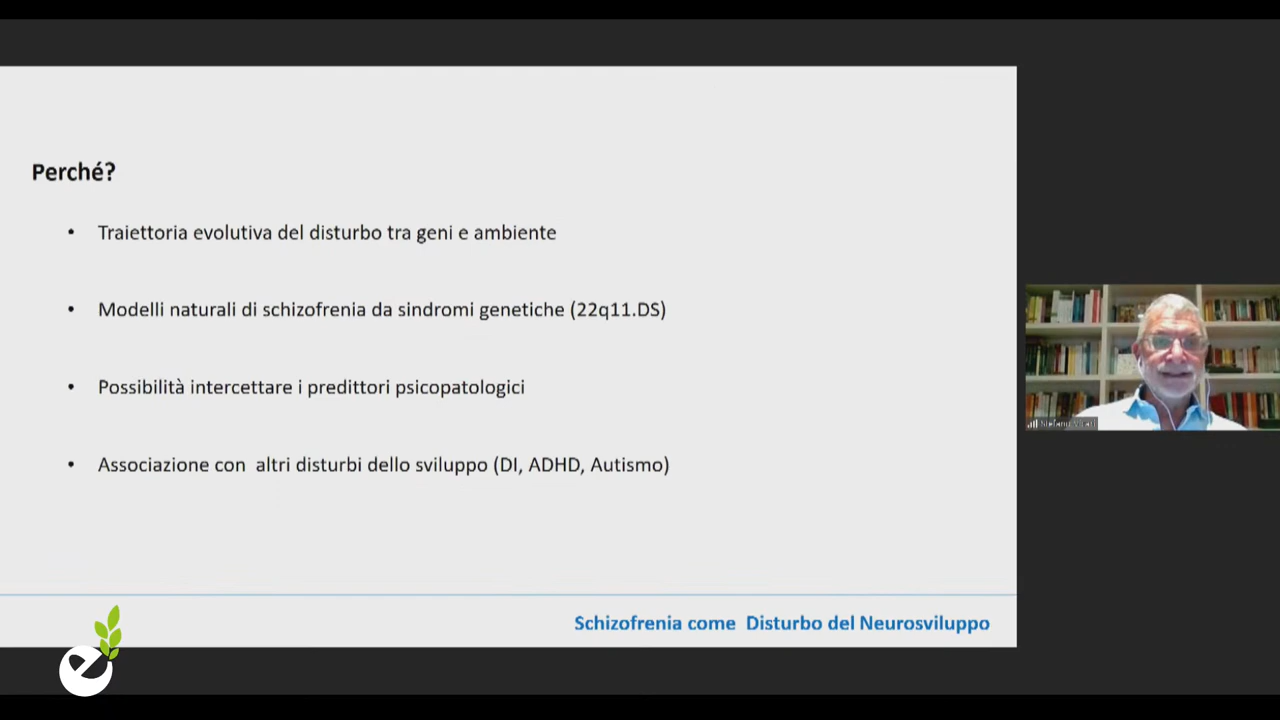 Perché?
• Traiettoria evolutiva del disturbo tra geni e ambiente
• Modelli naturali di schizofrenia da sindromi genetiche (22q11.DS)
• Possibilità intercettare i predittori psicopatologici
• Associazione con  altri disturbi dello sviluppo (DI, ADHD, Autismo)
Schizofrenia come  Disturbo del Neurosviluppo
Stefano
e